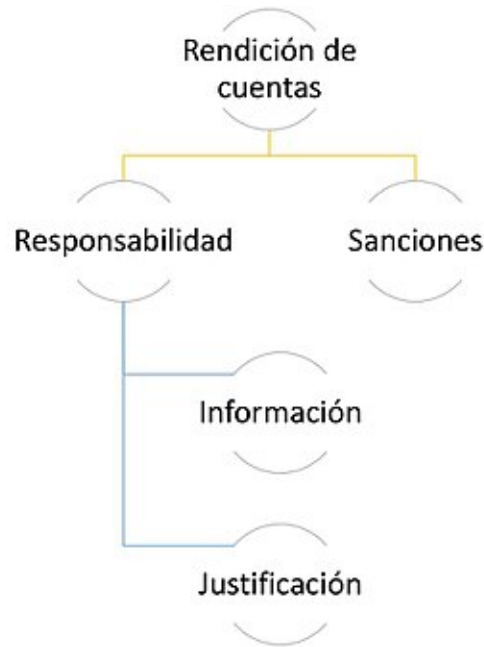 Rendición de
cuentas
Responsabilidad
Sanciones
Información
Justificación